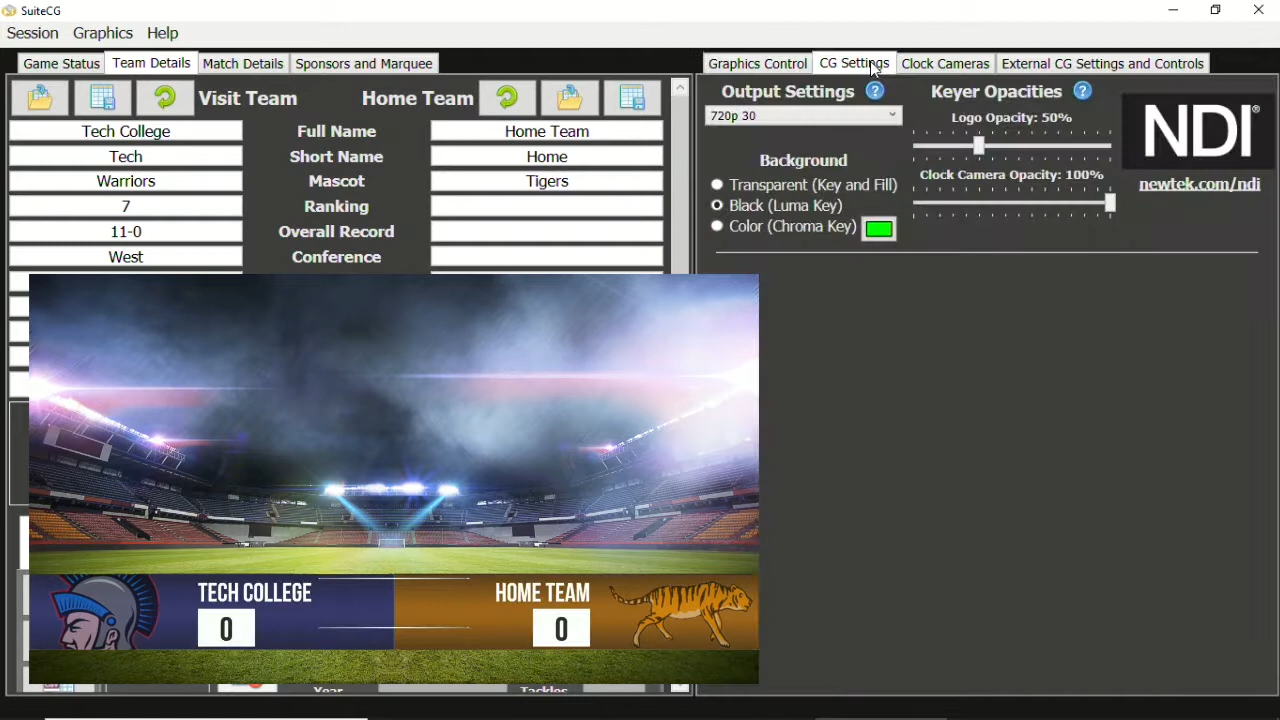 SuiteCG
Session Graphics Help
Game Status Team Details Match Details Sponsors and Marquee
Graphics Control CG Settings Clock Cameras External CG Settings and Controls
Visit Team Home Team
Tech College Full Name Home Team
Tech Short Name Home
Warriors Mascot Tigers
7 Ranking
11-0 Overall Record
West Conference
Output Settings ? Keyer Opacities ?
720p 30
Logo Opacity: 50%
Background
Clock Camera Opacity: 100%
Transparent (Key and Fill)
Black (Luma Key)
Color (Chroma Key)
NDI®
newtek.com/ndi
TECH COLLEGE HOME TEAM
0 0
Year Tackles